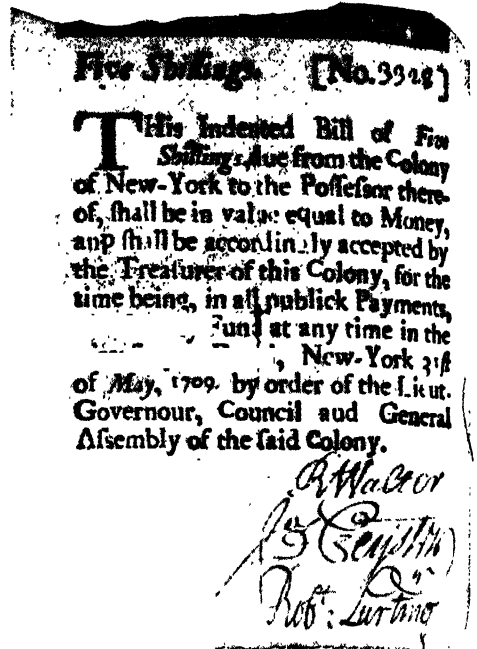 Five Shillings. [No. 3328]
THis Indented Bill of Five
Shillings, due from the Colony
of New-York to the Poſſeſſor there-
of, ſhall be in value equal to Money,
and ſhall be accordingly accepted by
the Treaſurer of this Colony, for the
time being, in all publick Payments,
Fund at any time in the
, New-York 31ſt
of May, 1709. by order of the Lieut.
Governour, Council aud General
Aſſembly of the ſaid Colony.
R Walter
Robt: Lurting